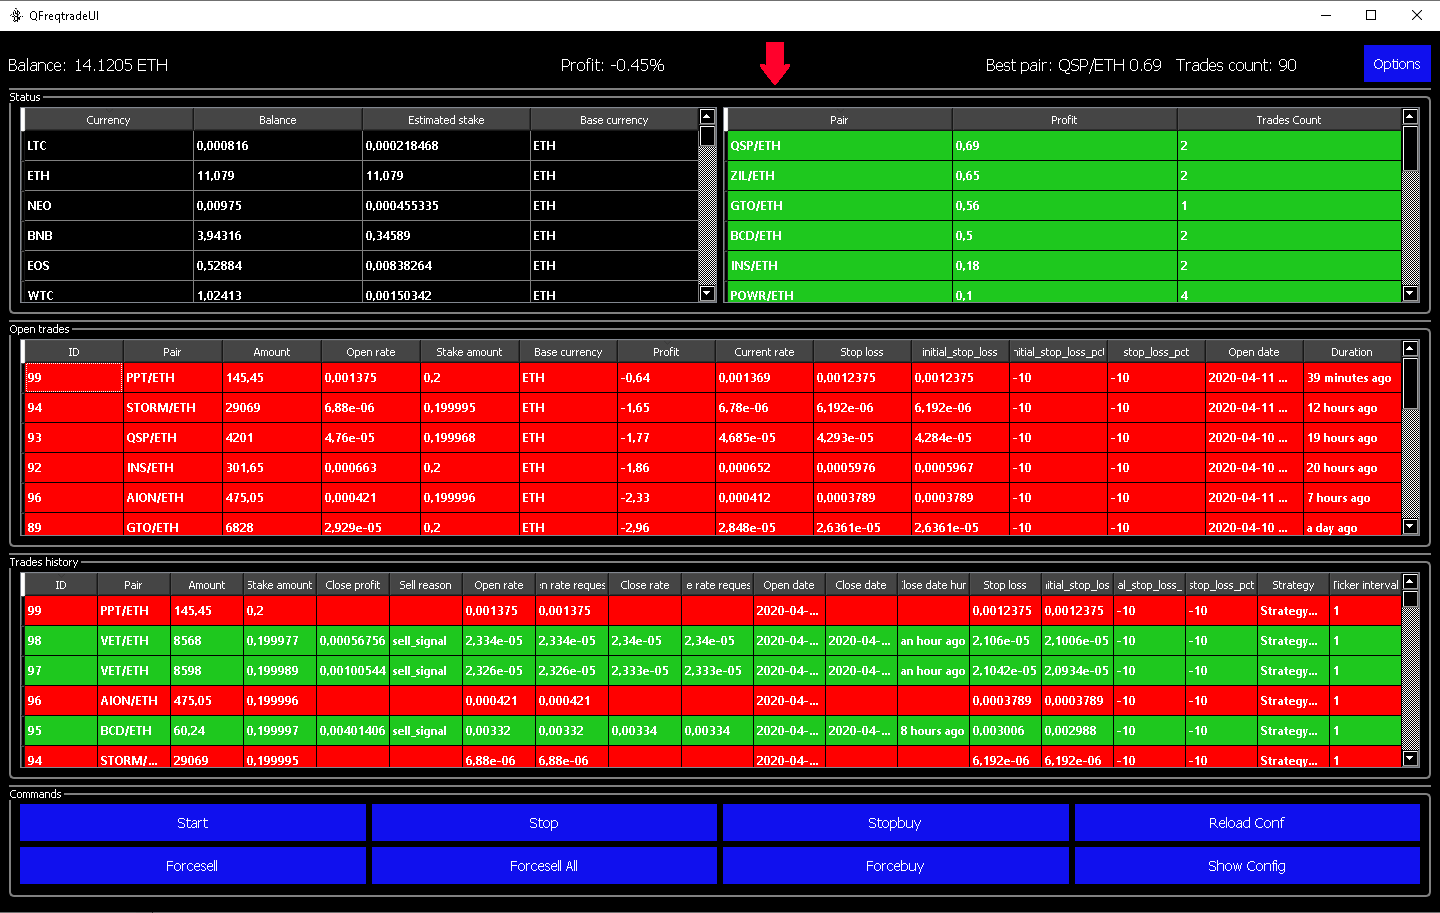 QFreqtradeUI
Balance: 14.1205 ETH Profit: -0.45% Best pair: QSP/ETH 0.69 Trades count: 90 Options
Status
Currency Balance Estimated stake Base currency
LTC 0,000816 0,000218468 ETH
ETH 11,079 11,079 ETH
NEO 0,00975 0,000455335 ETH
BNB 3,94316 0,34589 ETH
EOS 0,52884 0,00838264 ETH
WTC 1,02413 0,00150342 ETH
Pair Profit Trades Count
QSP/ETH 0,69 2
ZIL/ETH 0,65 2
GTO/ETH 0,56 1
BCD/ETH 0,5 2
INS/ETH 0,18 2
POWR/ETH 0,1 4
Open trades
ID Pair Amount Open rate Stake amount Base currency Profit Current rate Stop loss initial_stop_loss initial_stop_loss_pct stop_loss_pct Open date Duration
99 PPT/ETH 145,45 0,001375 0,2 ETH -0,64 0,001369 0,0012375 0,0012375 -10 -10 2020-04-11 ... 39 minutes ago
94 STORM/ETH 29069 6,88e-06 0,199995 ETH -1,65 6,78e-06 6,192e-06 6,192e-06 -10 -10 2020-04-11 ... 12 hours ago
93 QSP/ETH 4201 4,76e-05 0,199968 ETH -1,77 4,685e-05 4,293e-05 4,284e-05 -10 -10 2020-04-10 ... 19 hours ago
92 INS/ETH 301,65 0,000663 0,2 ETH -1,86 0,000652 0,0005976 0,0005967 -10 -10 2020-04-10 ... 20 hours ago
96 AION/ETH 475,05 0,000421 0,199996 ETH -2,33 0,000412 0,0003789 0,0003789 -10 -10 2020-04-11 ... 7 hours ago
89 GTO/ETH 6828 2,929e-05 0,2 ETH -2,96 2,848e-05 2,6361e-05 2,6361e-05 -10 -10 2020-04-10 ... a day ago
Trades history
ID Pair Amount Stake amount Close profit Sell reason Open rate en rate reques Close rate e rate reques Open date Close date Close date hur Stop loss initial_stop_los al_stop_loss_ stop_loss_pct Strategy Ticker interval
99 PPT/ETH 145,45 0,2 0,001375 0,001375 2020-04-... 0,0012375 0,0012375 -10 -10 Strategy... 1
98 VET/ETH 8568 0,199977 0,00056756 sell_signal 2,334e-05 2,334e-05 2,34e-05 2,34e-05 2020-04-... 2020-04-... an hour ago 2,106e-05 2,1006e-05 -10 -10 Strategy... 1
97 VET/ETH 8598 0,199989 0,00100544 sell_signal 2,326e-05 2,326e-05 2,333e-05 2,333e-05 2020-04-... 2020-04-... an hour ago 2,1042e-05 2,0934e-05 -10 -10 Strategy... 1
96 AION/ETH 475,05 0,199996 0,000421 0,000421 2020-04-... 0,0003789 0,0003789 -10 -10 Strategy... 1
95 BCD/ETH 60,24 0,199997 0,00401406 sell_signal 0,00332 0,00332 0,00334 0,00334 2020-04-... 2020-04-... 8 hours ago 0,003006 0,002988 -10 -10 Strategy... 1
94 STORM/... 29069 0,199995 6,88e-06 6,88e-06 2020-04-... 6,192e-06 6,192e-06 -10 -10 Strategy... 1
Commands
Start Stop Stopbuy Reload Conf
Forcesell Forcesell All Forcebuy Show Config